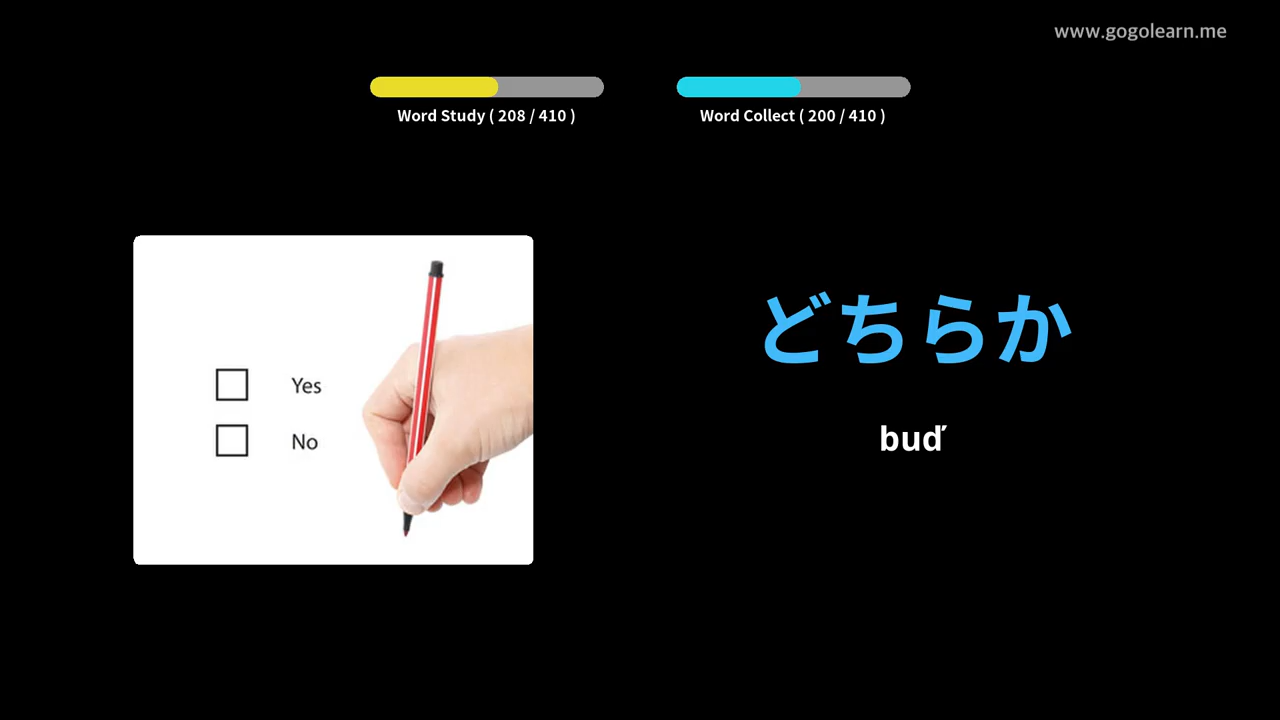 www.gogolearn.me
Word Study ( 208 / 410 )
Word Collect ( 200 / 410 )
Yes
No
どちらか
buď